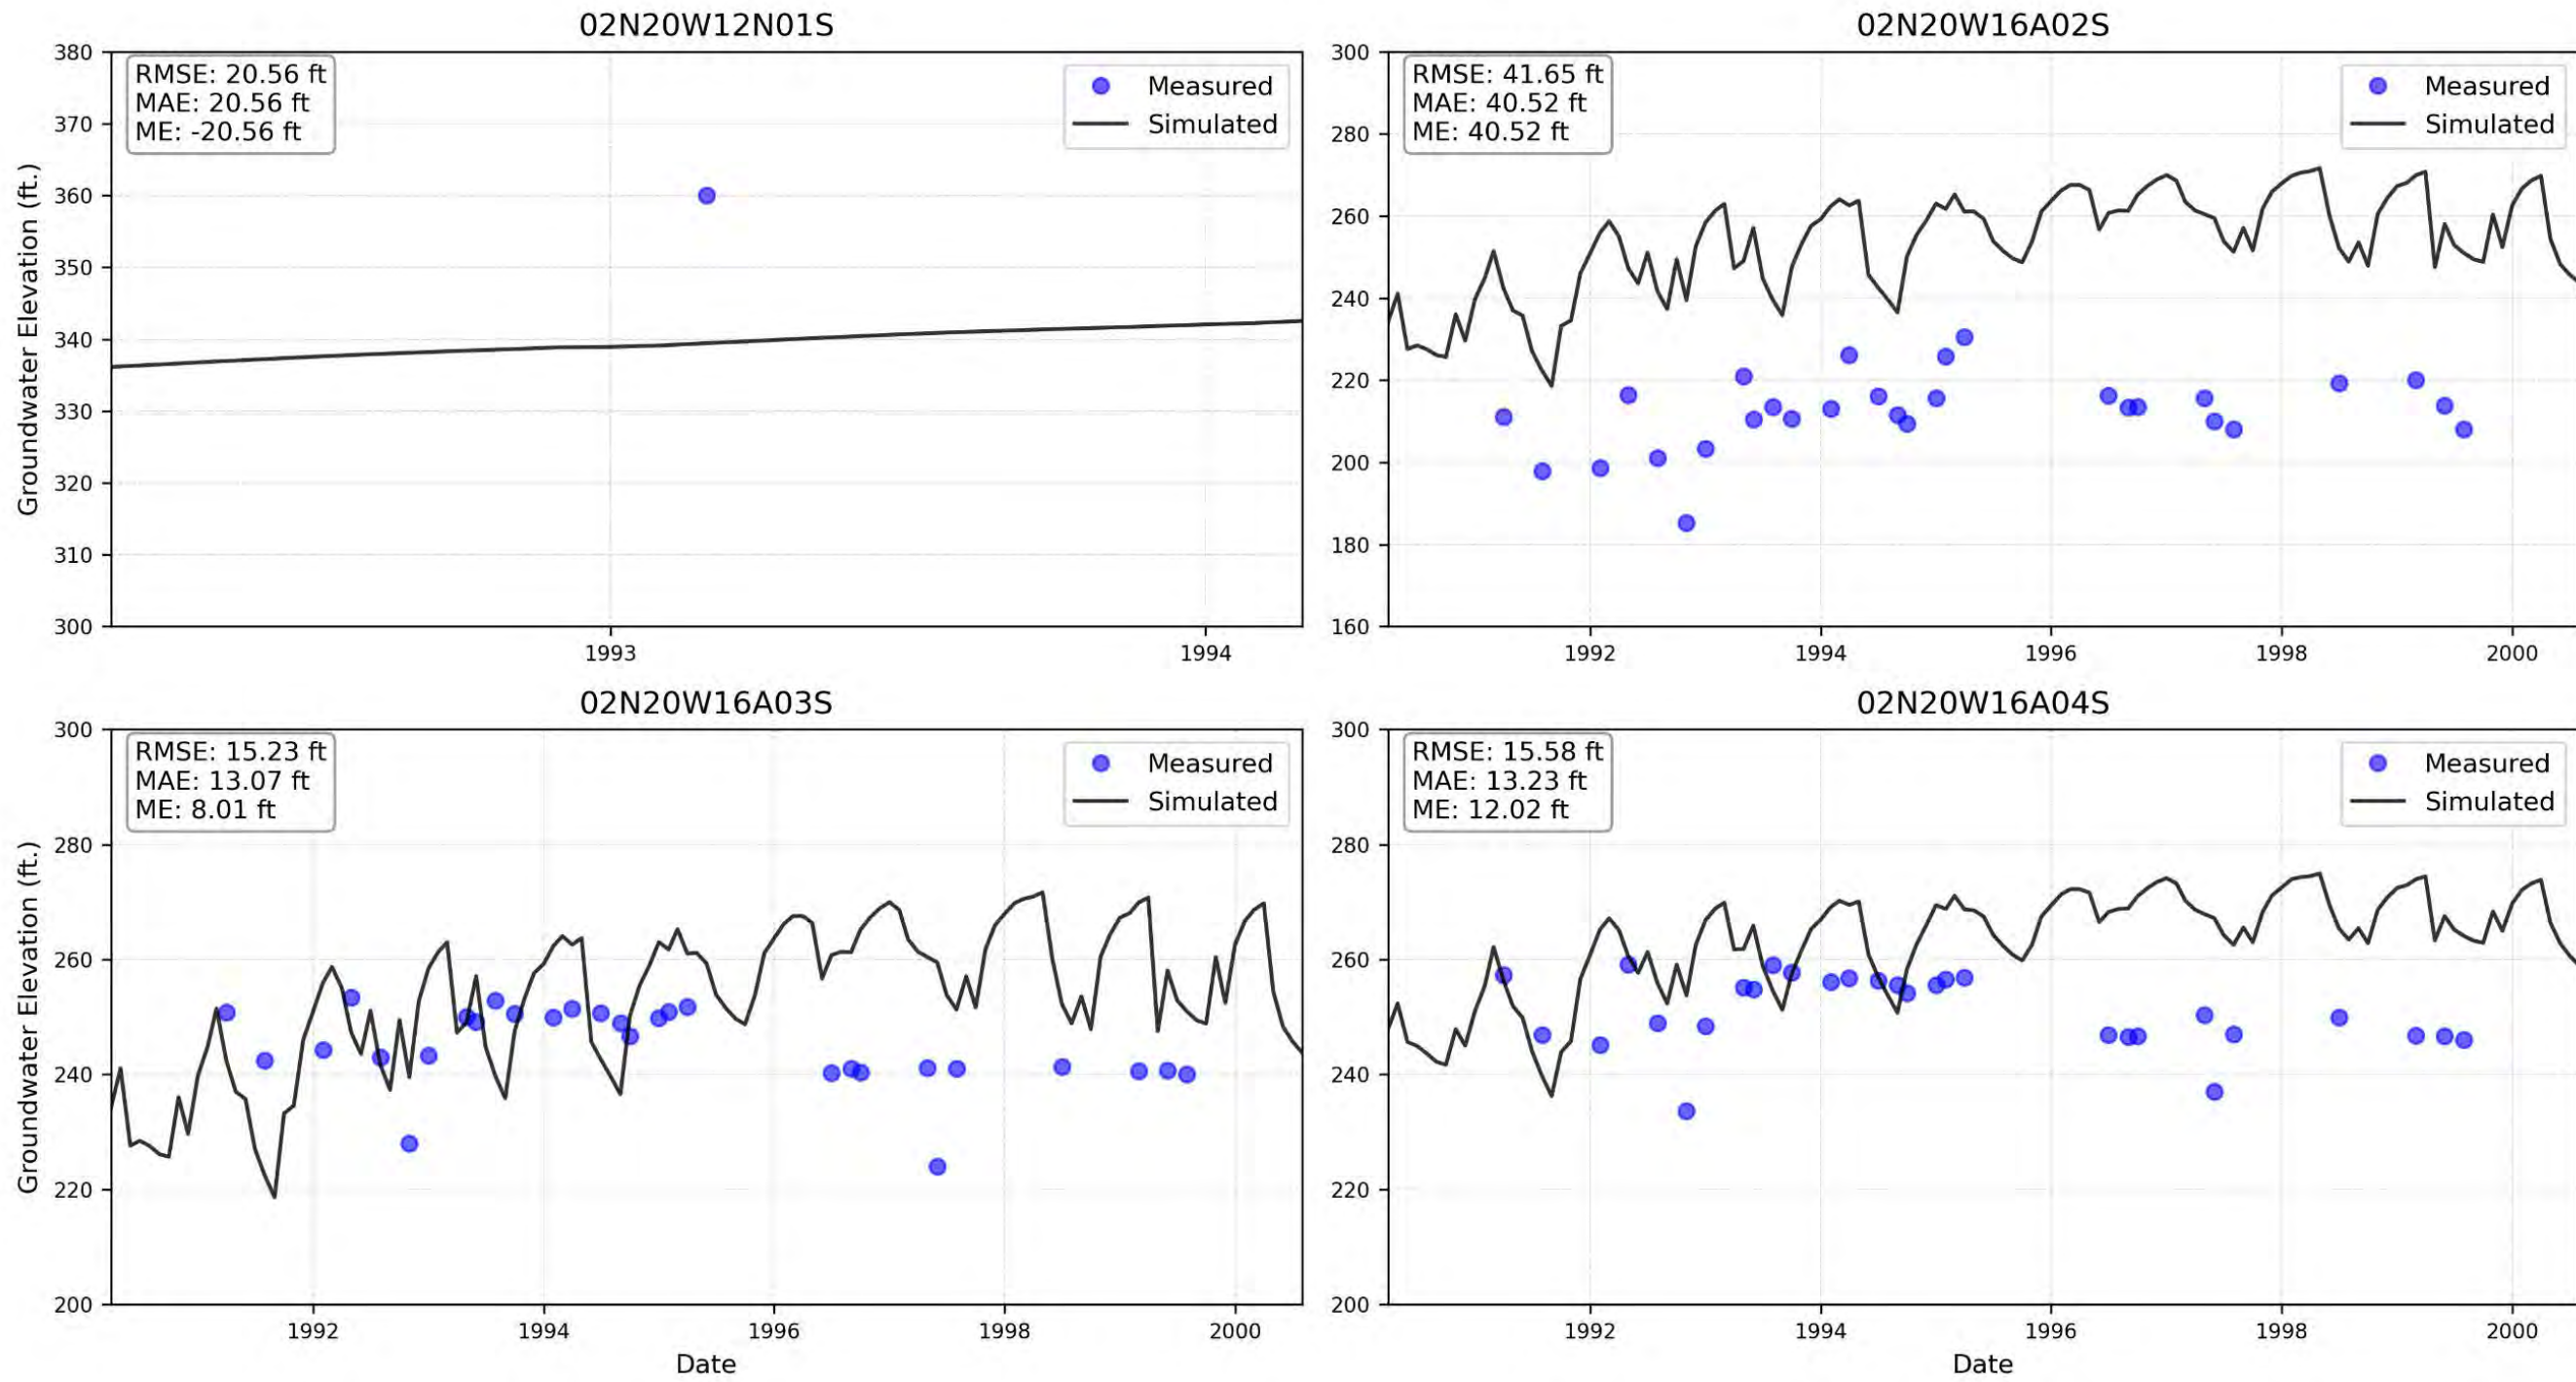 02N20W12N01S
RMSE: 20.56 ft
MAE: 20.56 ft
ME: -20.56 ft
Measured
Simulated
Groundwater Elevation (ft.)
380
370
360
350
340
330
320
310
300
1993
1994
02N20W16A02S
RMSE: 41.65 ft
MAE: 40.52 ft
ME: 40.52 ft
Measured
Simulated
300
280
260
240
220
200
180
160
1992
1994
1996
1998
2000
02N20W16A03S
RMSE: 15.23 ft
MAE: 13.07 ft
ME: 8.01 ft
Measured
Simulated
Groundwater Elevation (ft.)
300
280
260
240
220
200
1992
1994
1996
1998
2000
Date
02N20W16A04S
RMSE: 15.58 ft
MAE: 13.23 ft
ME: 12.02 ft
Measured
Simulated
300
280
260
240
220
200
1992
1994
1996
1998
2000
Date